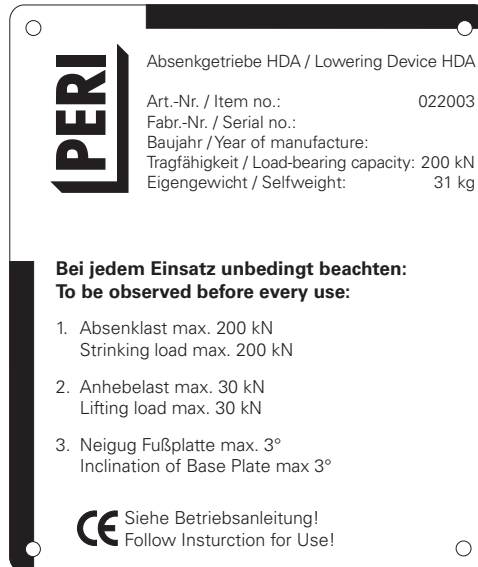 PERI
Absenkgetriebe HDA / Lowering Device HDA
Art.-Nr. / Item no.: 022003
Fabr.-Nr. / Serial no.:
Baujahr / Year of manufacture:
Tragfähigkeit / Load-bearing capacity: 200 kN
Eigengewicht / Selfweight: 31 kg
Bei jedem Einsatz unbedingt beachten:
To be observed before every use:
1. Absenklast max. 200 kN
Strinking load max. 200 kN
2. Anhebelast max. 30 kN
Lifting load max. 30 kN
3. Neigug Fußplatte max. 3°
Inclination of Base Plate max 3°
CE Siehe Betriebsanleitung!
Follow Insturction for Use!